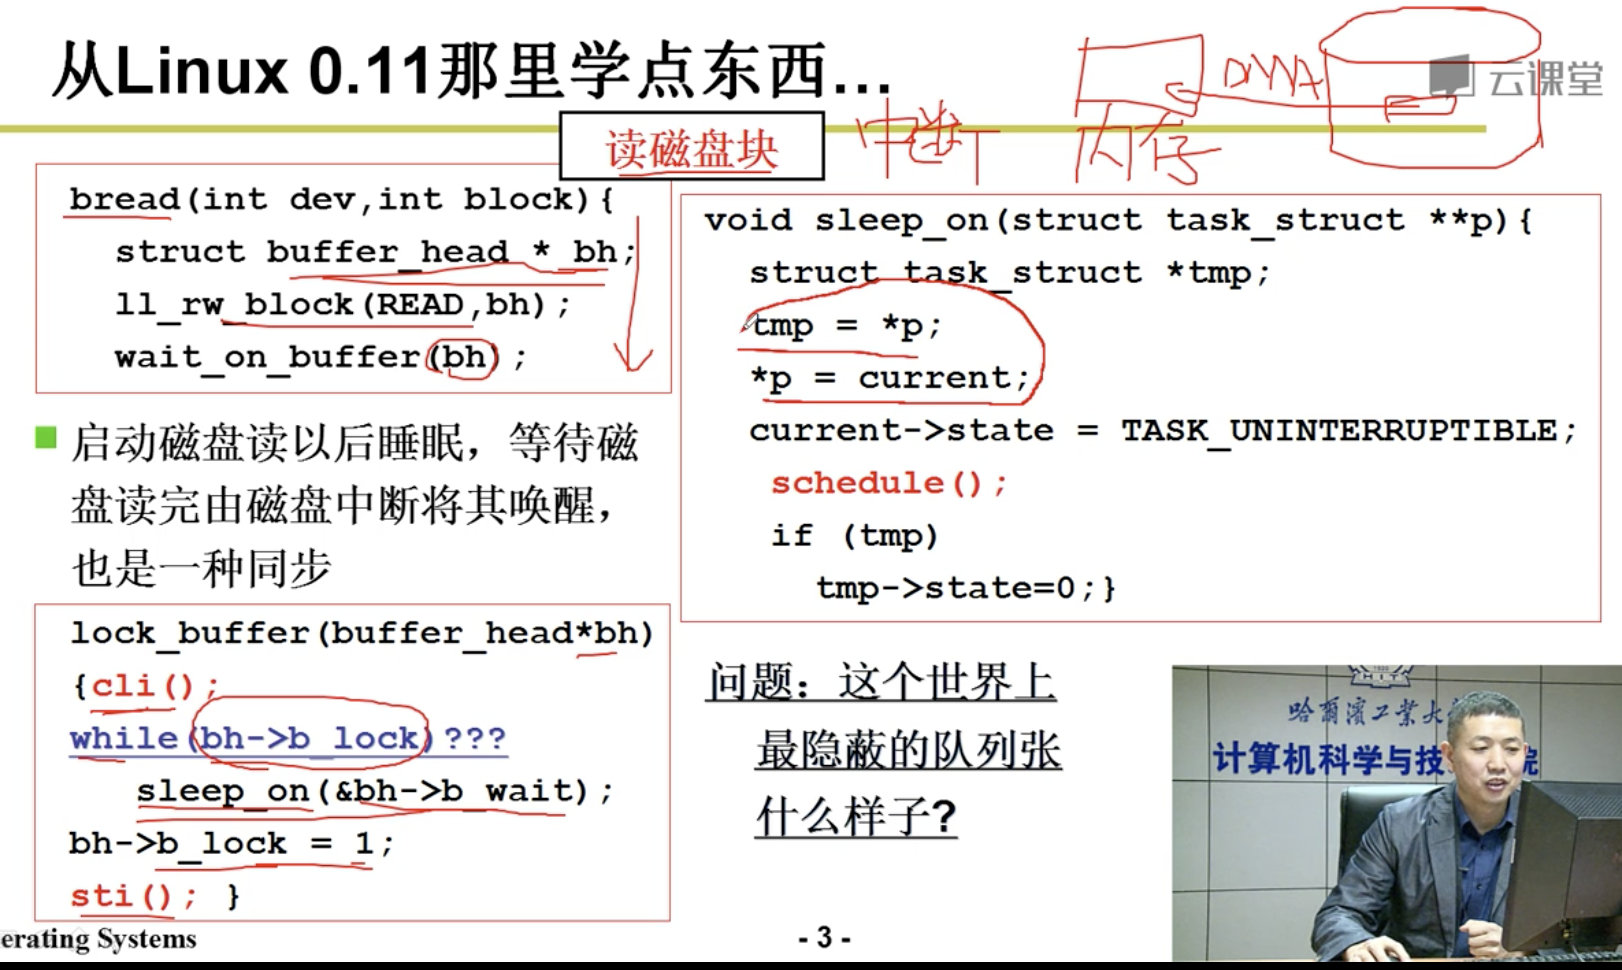 从Linux 0.11那里学点东西…
云课堂
DMA
读磁盘块
中断
内存
bread(int dev,int block){
struct buffer_head * bh;
ll_rw_block(READ,bh);
wait_on_buffer(bh);
启动磁盘读以后睡眠，等待磁
盘读完由磁盘中断将其唤醒，
也是一种同步
lock_buffer(buffer_head*bh)
{cli();
while(bh->b_lock)???
sleep_on(&bh->b_wait);
bh->b_lock = 1;
sti(); }
void sleep_on(struct task_struct **p){
struct task_struct *tmp;
tmp = *p;
*p = current;
current->state = TASK_UNINTERRUPTIBLE;
schedule();
if (tmp)
tmp->state=0;}
问题：这个世界上
最隐蔽的队列张
什么样子?
HIT
哈爾濱工業大
计算机科学与技
院
erating Systems
- 3 -